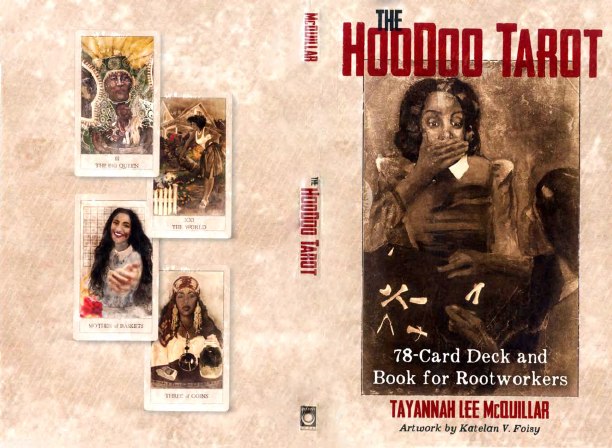 III
THE BIG QUEEN
XXI
THE WORLD
MOTHER of BASKETS
THREE of COINS
McQUILLAR
THE
HOODOO TAROT
THE
HOODOO TAROT
78-Card Deck and
Book for Rootworkers
TAYANNAH LEE McQUILLAR
Artwork by Katelan V. Foisy